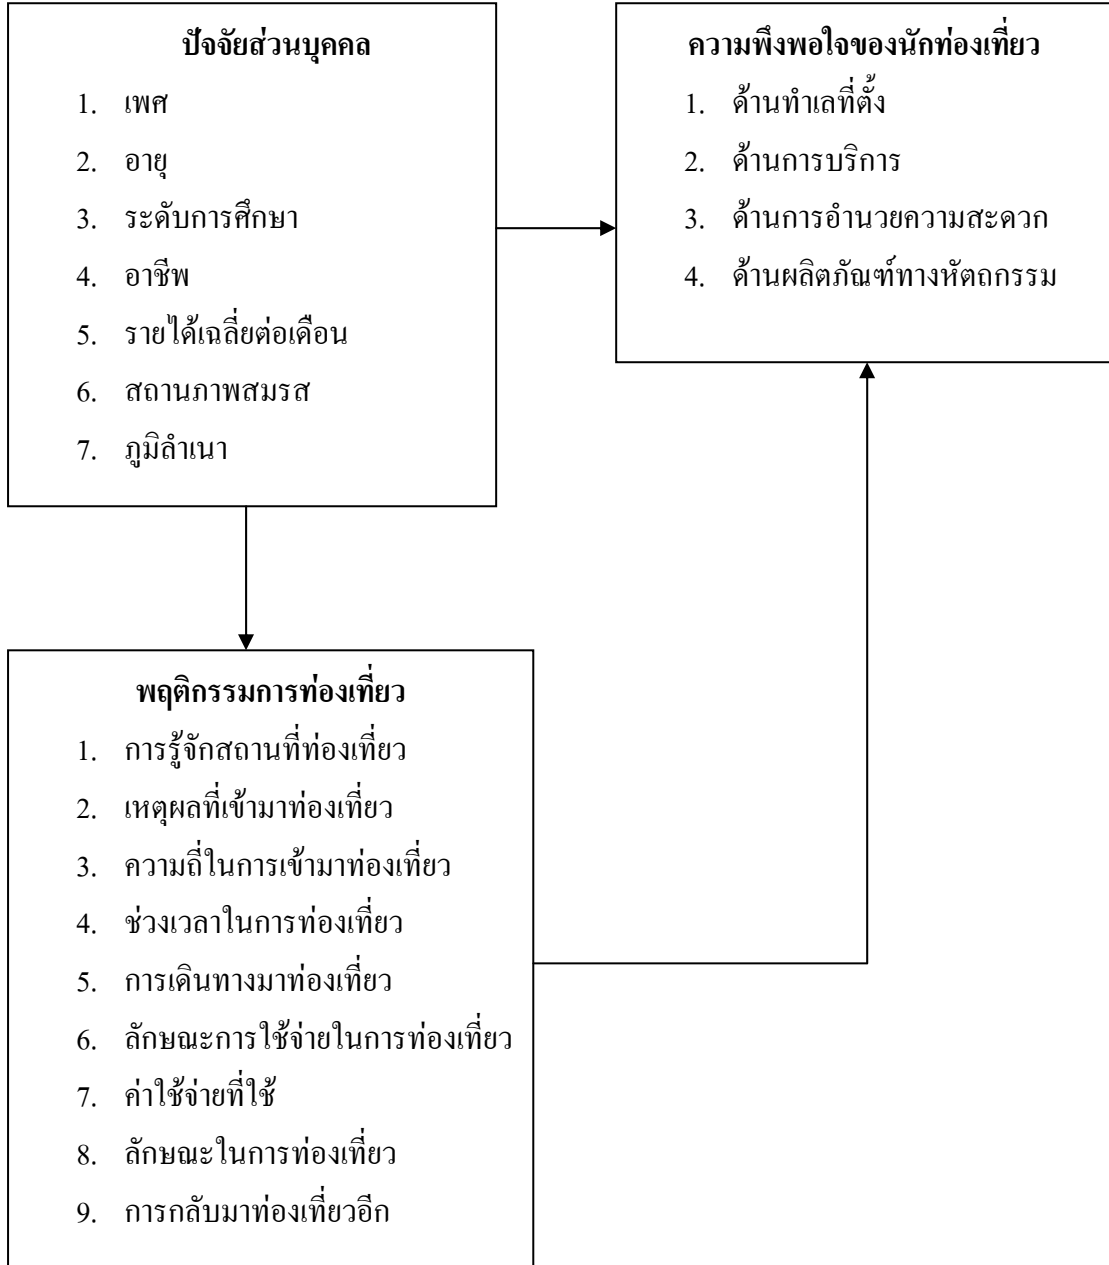 ปัจจัยส่วนบุคคล
1. เพศ
2. อายุ
3. ระดับการศึกษา
4. อาชีพ
5. รายได้เฉลี่ยต่อเดือน
6. สถานภาพสมรส
7. ภูมิลำเนา
ความพึงพอใจของนักท่องเที่ยว
1. ด้านทำเลที่ตั้ง
2. ด้านการบริการ
3. ด้านการอำนวยความสะดวก
4. ด้านผลิตภัณฑ์ทางหัตถกรรม
พฤติกรรมการท่องเที่ยว
1. การรู้จักสถานที่ท่องเที่ยว
2. เหตุผลที่เข้ามาท่องเที่ยว
3. ความถี่ในการเข้ามาท่องเที่ยว
4. ช่วงเวลาในการท่องเที่ยว
5. การเดินทางมาท่องเที่ยว
6. ลักษณะการใช้จ่ายในการท่องเที่ยว
7. ค่าใช้จ่ายที่ใช้
8. ลักษณะในการท่องเที่ยว
9. การกลับมาท่องเที่ยวอีก